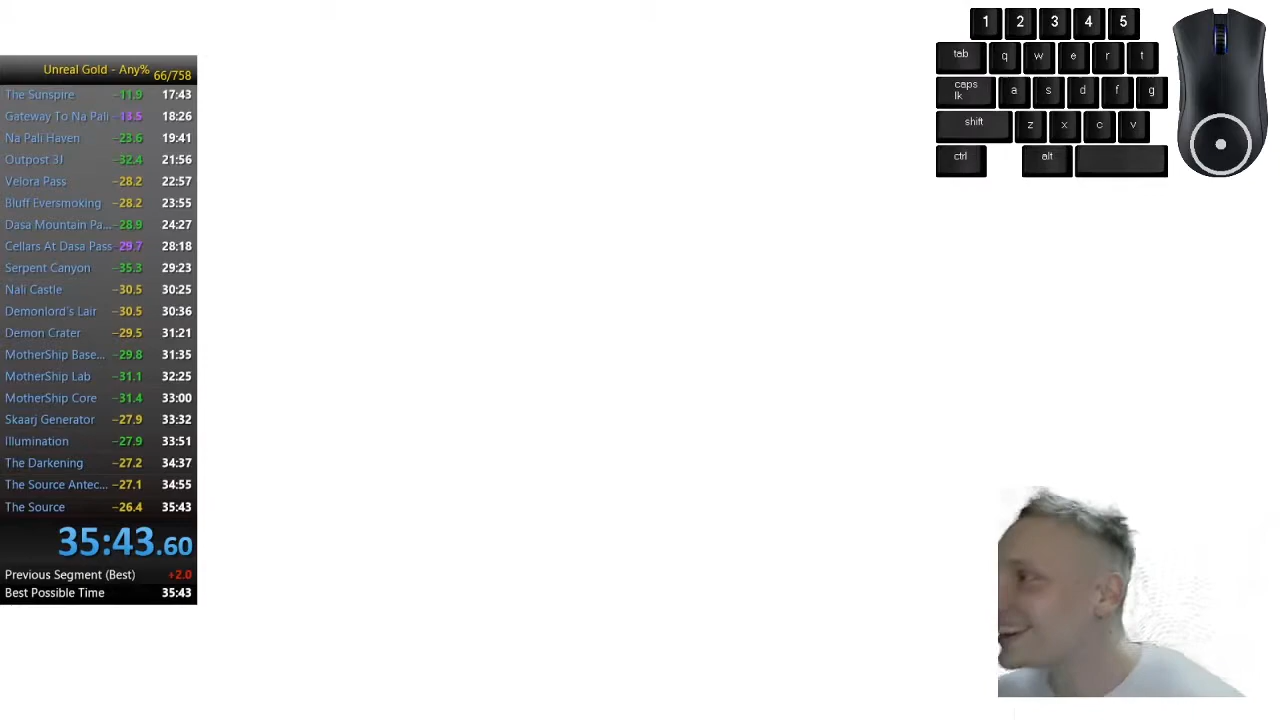 Unreal Gold - Any% 66/758
The Sunspire -11.9 17:43
Gateway To Na Pali -13.5 18:26
Na Pali Haven -23.6 19:41
Outpost 3J -32.4 21:56
Velora Pass -28.2 22:57
Bluff Eversmoking -28.2 23:55
Dasa Mountain Pa... -28.9 24:27
Cellars At Dasa Pass -29.7 28:18
Serpent Canyon -35.3 29:23
Nali Castle -30.5 30:25
Demonlord's Lair -30.5 30:36
Demon Crater -29.5 31:21
MotherShip Base... -29.8 31:35
MotherShip Lab -31.1 32:25
MotherShip Core -31.4 33:00
Skaarj Generator -27.9 33:32
Illumination -27.9 33:51
The Darkening -27.2 34:37
The Source Antec... -27.1 34:55
The Source -26.4 35:43
35:43.60
Previous Segment (Best) +2.0
Best Possible Time 35:43
1 2 3 4 5
tab q w e r t
caps lk a s d f g
shift z x c v
ctrl alt